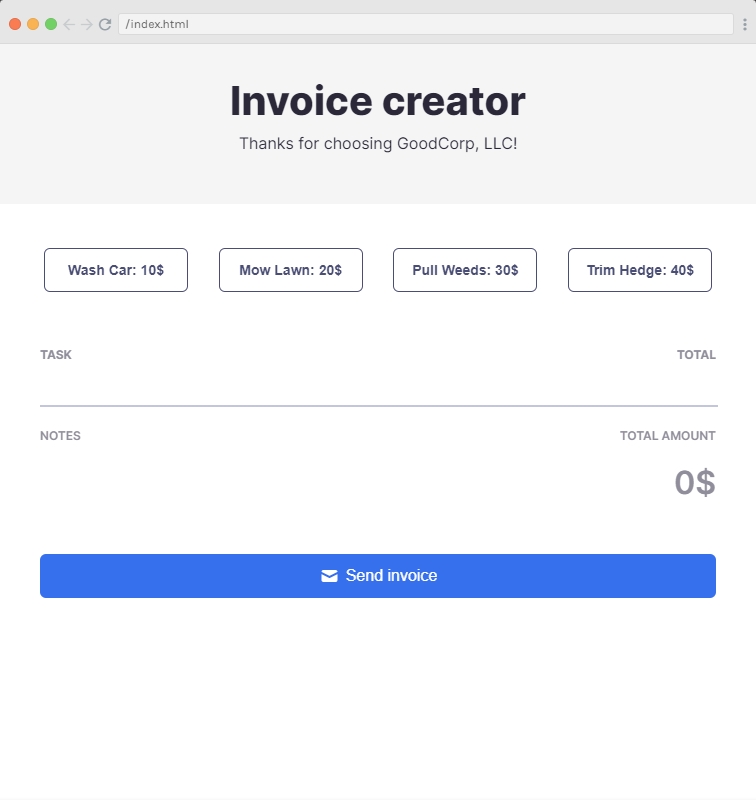 /index.html
Invoice creator
Thanks for choosing GoodCorp, LLC!
Wash Car: 10$ Mow Lawn: 20$ Pull Weeds: 30$ Trim Hedge: 40$
TASK TOTAL
NOTES TOTAL AMOUNT
0$
Send invoice